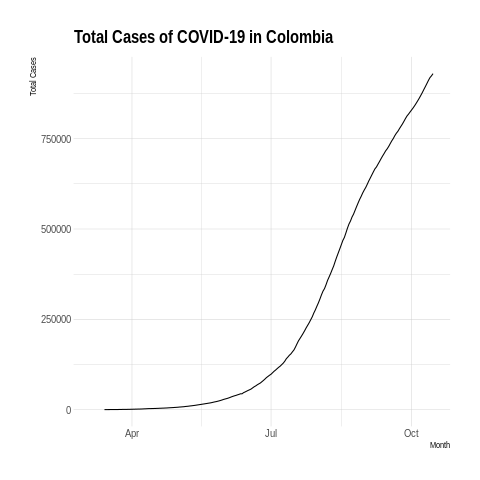 Total Cases of COVID-19 in Colombia
Total Cases
750000
500000
250000
0
Apr Jul Oct
Month